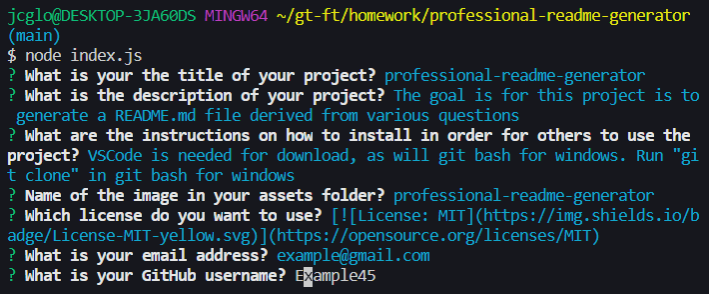 jcglo@DESKTOP-3JA60DS MINGW64 ~/gt-ft/homework/professional-readme-generator
(main)
$ node index.js
? What is your the title of your project? professional-readme-generator
? What is the description of your project? The goal is for this project is to
generate a README.md file derived from various questions
? What are the instructions on how to install in order for others to use the
project? VSCode is needed for download, as will git bash for windows. Run "gi
t clone" in git bash for windows
? Name of the image in your assets folder? professional-readme-generator
? Which license do you want to use? [![License: MIT](https://img.shields.io/b
adge/License-MIT-yellow.svg)](https://opensource.org/licenses/MIT)
? What is your email address? example@gmail.com
? What is your GitHub username? Example45